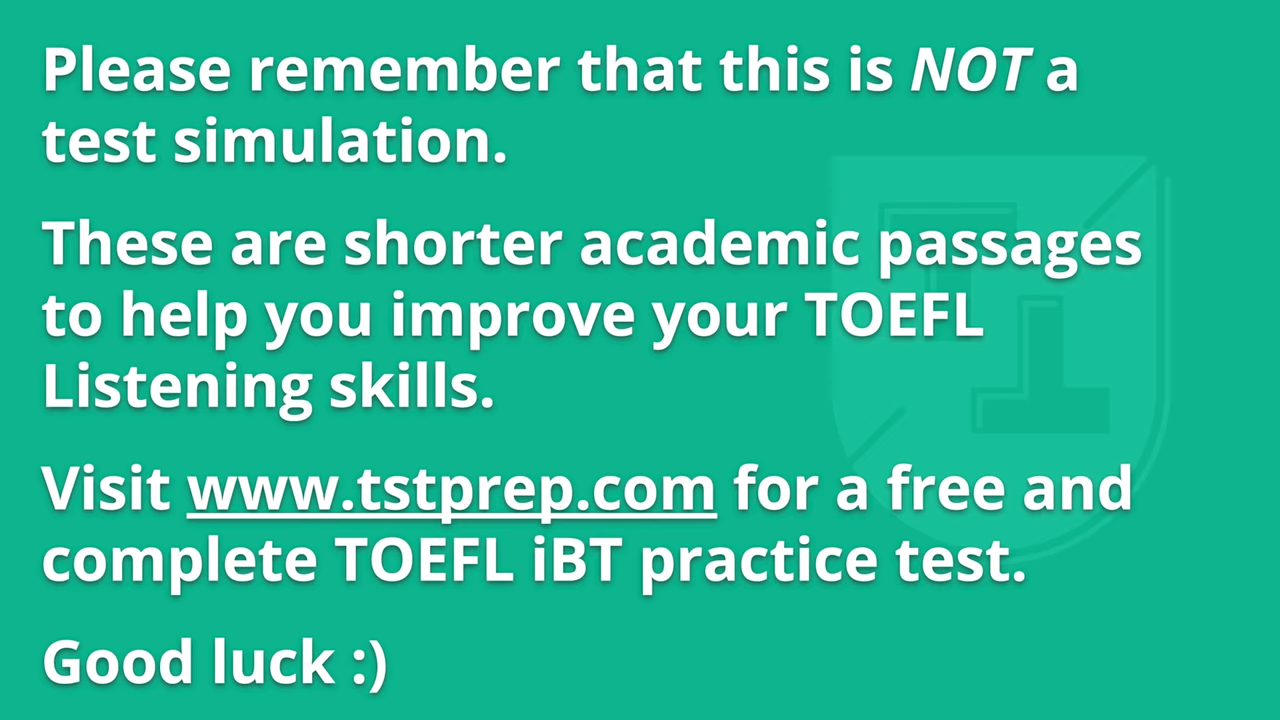 Please remember that this is NOT a
test simulation.
These are shorter academic passages
to help you improve your TOEFL
Listening skills.
Visit www.tstprep.com for a free and
complete TOEFL iBT practice test.
Good luck :)